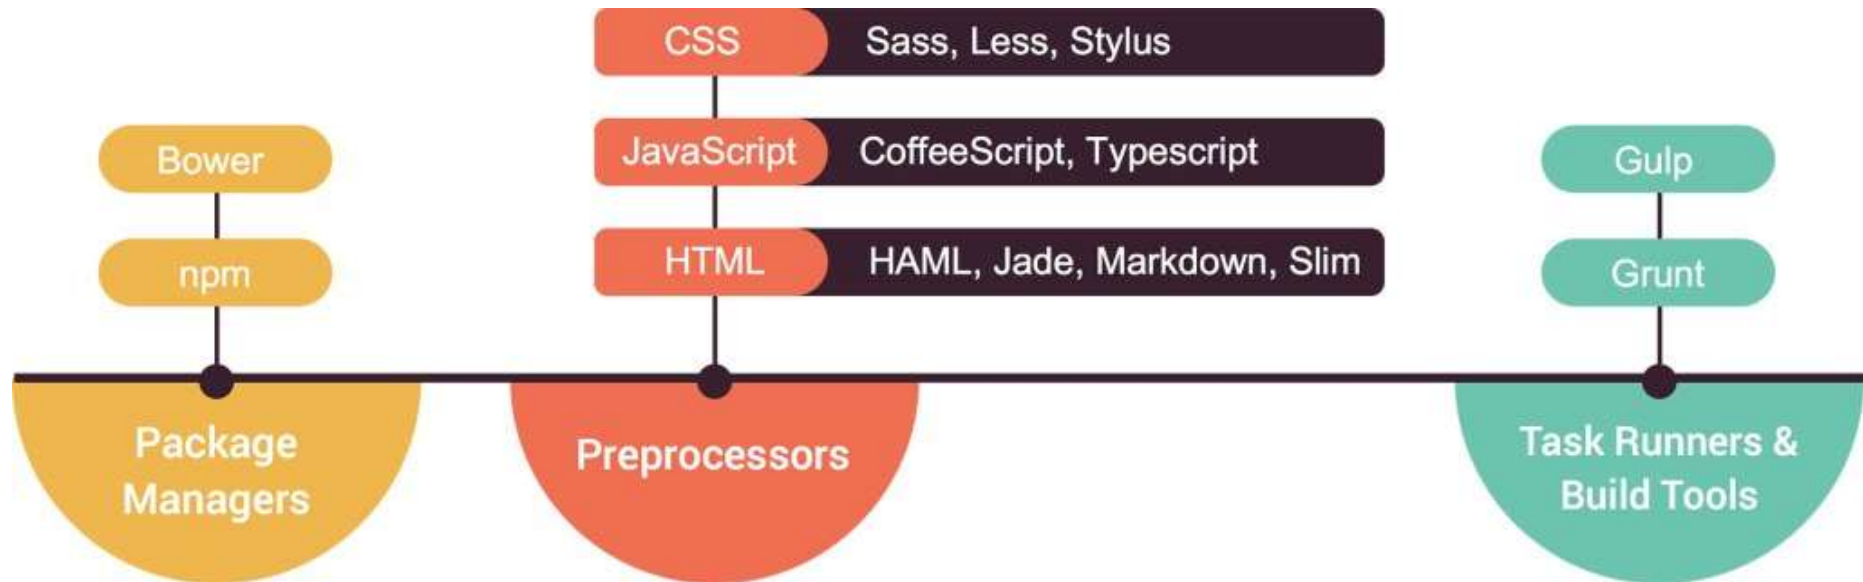 Bower
npm
Package
Managers
CSS Sass, Less, Stylus
JavaScript CoffeeScript, Typescript
HTML HAML, Jade, Markdown, Slim
Preprocessors
Gulp
Grunt
Task Runners &
Build Tools